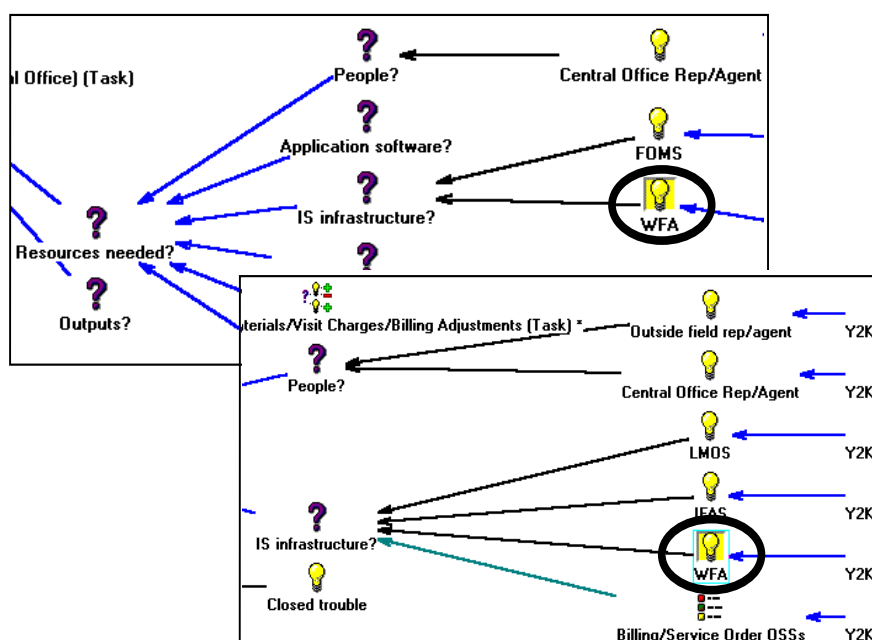 l Office) (Task)
People?
Central Office Rep/Agent
Application software?
FOMS
IS infrastructure?
WFA
Resources needed?
Outputs?
terials/Visit Charges/Billing Adjustments (Task) *
Outside field rep/agent
Y2K
People?
Central Office Rep/Agent
Y2K
LMOS
Y2K
Y2K
IS infrastructure?
WFA
Y2K
Closed trouble
Billing/Service Order OSSs
Y2K